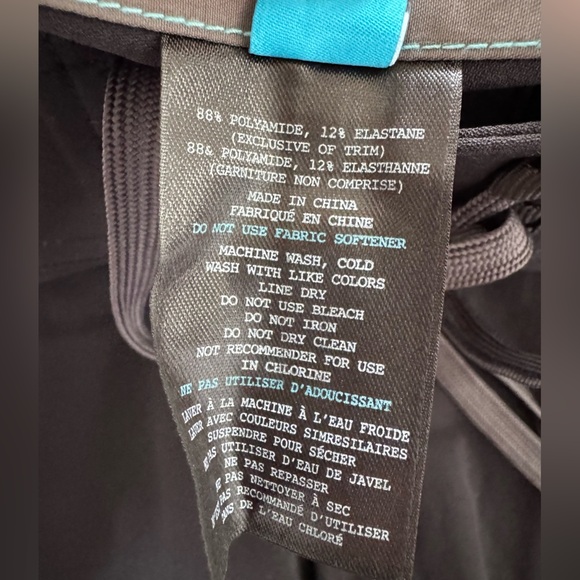 88% POLYAMIDE, 12% ELASTANE
(EXCLUSIVE OF TRIM)
88& POLYAMIDE, 12% ELASTHANNE
(GARNITURE NON COMPRISE)
MADE IN CHINA
FABRIQUÉ EN CHINE
DO NOT USE FABRIC SOFTENER
MACHINE WASH, COLD
WASH WITH LIKE COLORS
LINE DRY
DO NOT USE BLEACH
DO NOT IRON
DO NOT DRY CLEAN
NOT RECOMMENDER FOR USE
IN CHLORINE
NE PAS UTILISER D'ADOUCISSANT
LAVER À LA MACHINE À L'EAU FROIDE
LAVER AVEC COULEURS SIMRESILAIRES
SUSPENDRE POUR SÉCHER
PAS UTILISER D'EAU DE JAVEL
NE PAS REPASSER
NE PAS NETTOYER À SEC
PAS RECOMMANDÉ D'UTILISER
DANS DE L'EAU CHLORÉ